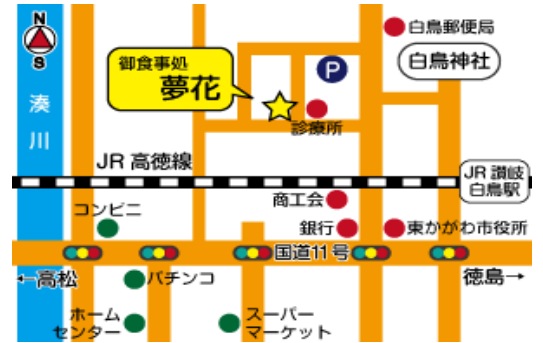 N
S
湊川
御食事処
夢花
P
白鳥郵便局
白鳥神社
診療所
JR 高徳線
JR 讃岐
白鳥駅
商工会
コンビニ
銀行
東かがわ市役所
国道11号
←高松
パチンコ
徳島→
ホーム
センター
スーパー
マーケット